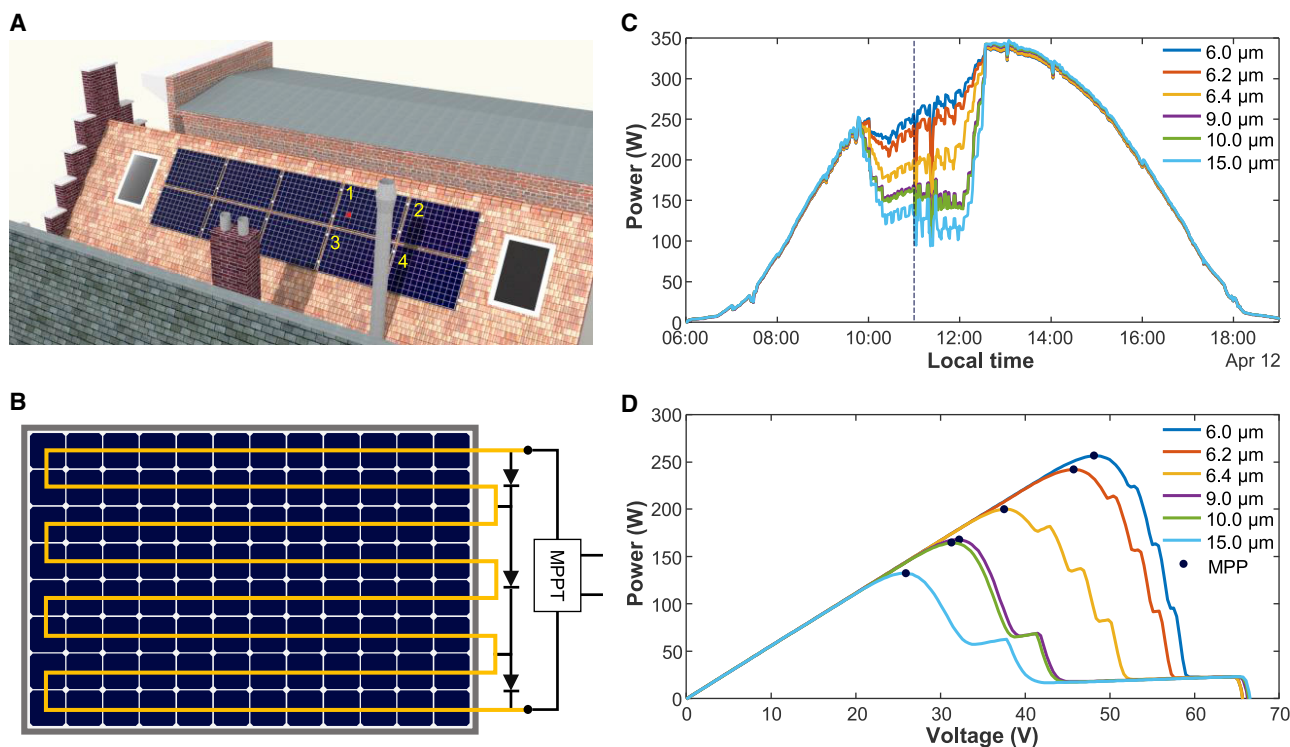 A
1
2
3
4
B
MPPT
C
Power (W)
350
300
250
200
150
100
50
0
06:00 08:00 10:00 12:00 14:00 16:00 18:00
Local time
Apr 12
6.0 µm
6.2 µm
6.4 µm
9.0 µm
10.0 µm
15.0 µm
D
Power (W)
300
250
200
150
100
50
0
0 10 20 30 40 50 60 70
Voltage (V)
6.0 µm
6.2 µm
6.4 µm
9.0 µm
10.0 µm
15.0 µm
MPP